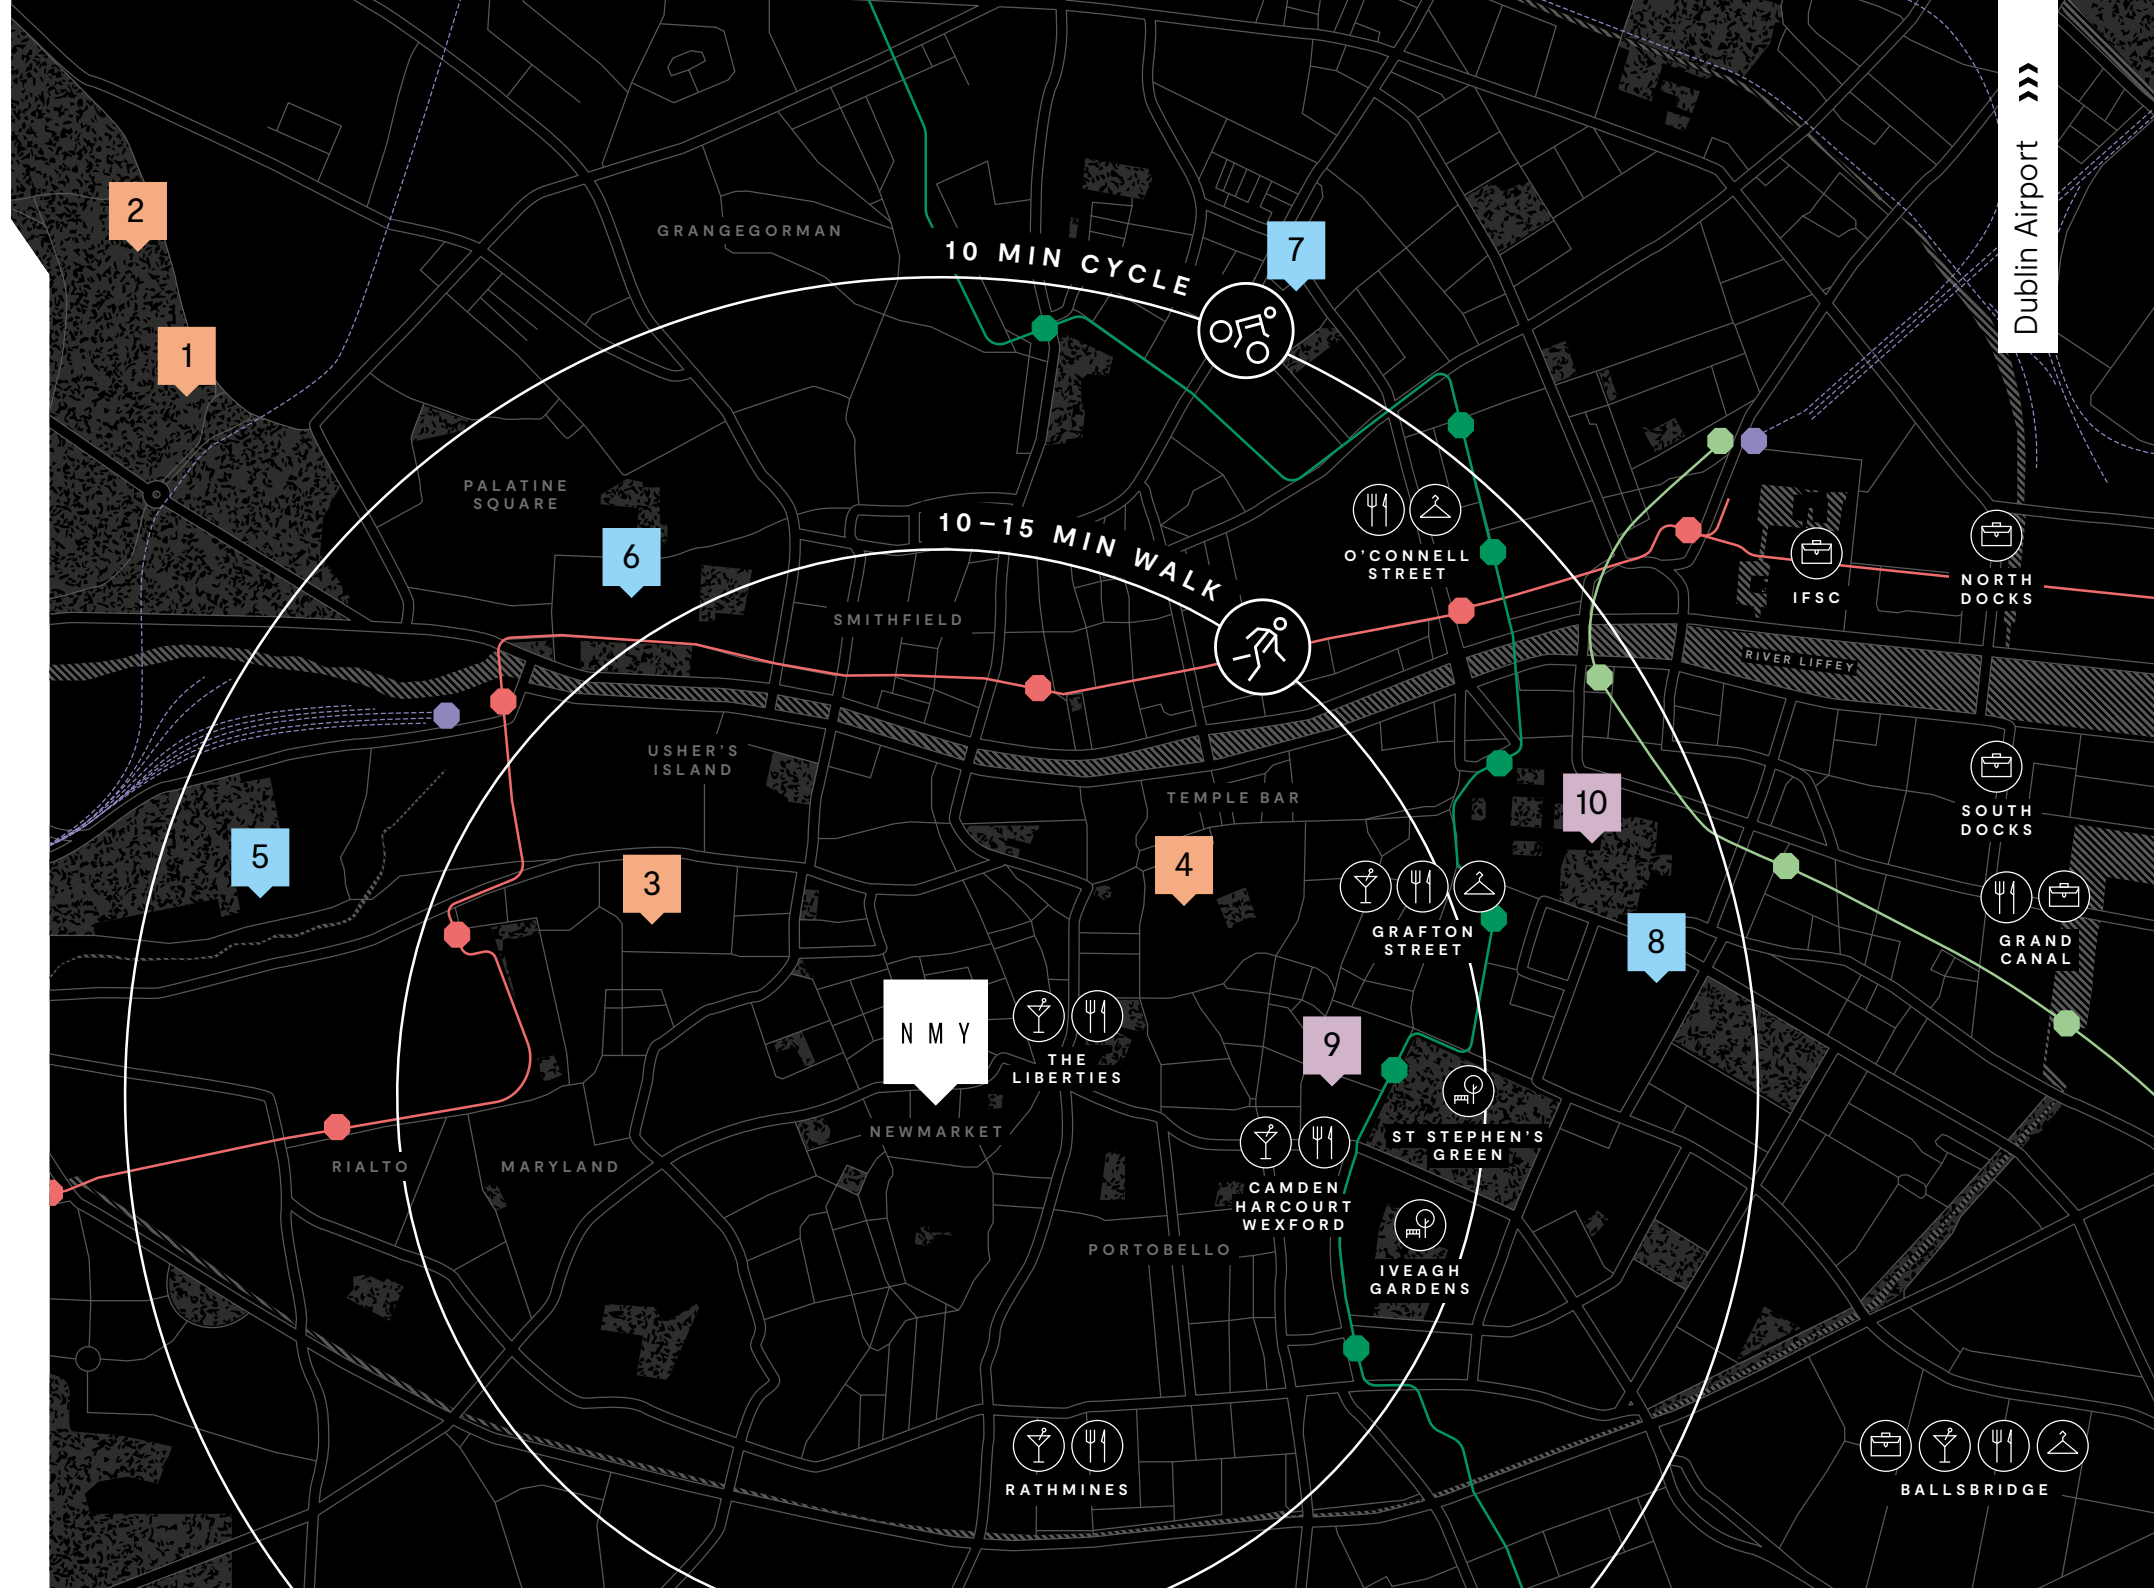 Dublin Airport
2
GRANGEGORMAN
10 MIN CYCLE
7
1
PALATINE
SQUARE
10–15 MIN WALK
6
O'CONNELL
STREET
IFSC
NORTH
DOCKS
SMITHFIELD
RIVER LIFFEY
USHER'S
ISLAND
TEMPLE BAR
10
SOUTH
DOCKS
5
3
4
GRAFTON
STREET
8
GRAND
CANAL
NMY
THE
LIBERTIES
9
NEWMARKET
ST STEPHEN'S
GREEN
RIALTO
MARYLAND
CAMDEN
HARCOURT
WEXFORD
PORTOBELLO
IVEAGH
GARDENS
RATHMINES
BALLSBRIDGE